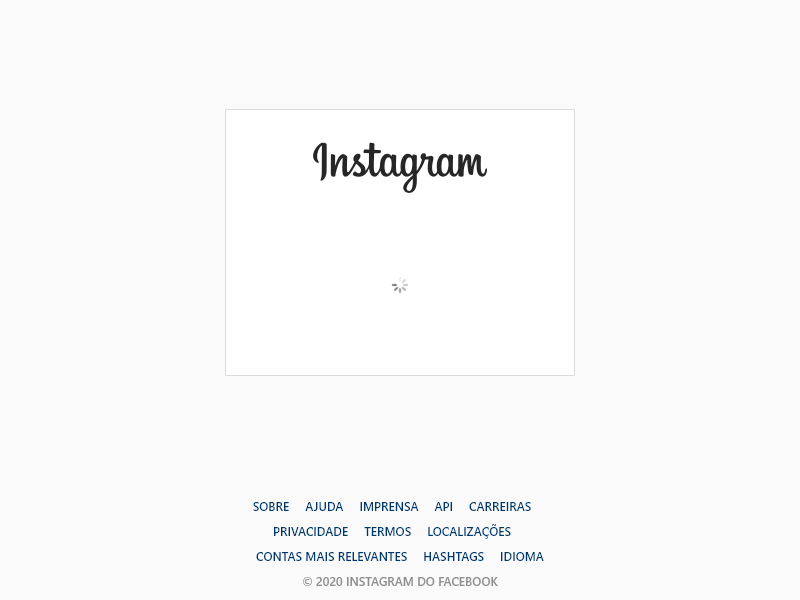 Instagram
SOBRE AJUDA IMPRENSA API CARREIRAS
PRIVACIDADE TERMOS LOCALIZAÇÕES
CONTAS MAIS RELEVANTES HASHTAGS IDIOMA
© 2020 INSTAGRAM DO FACEBOOK